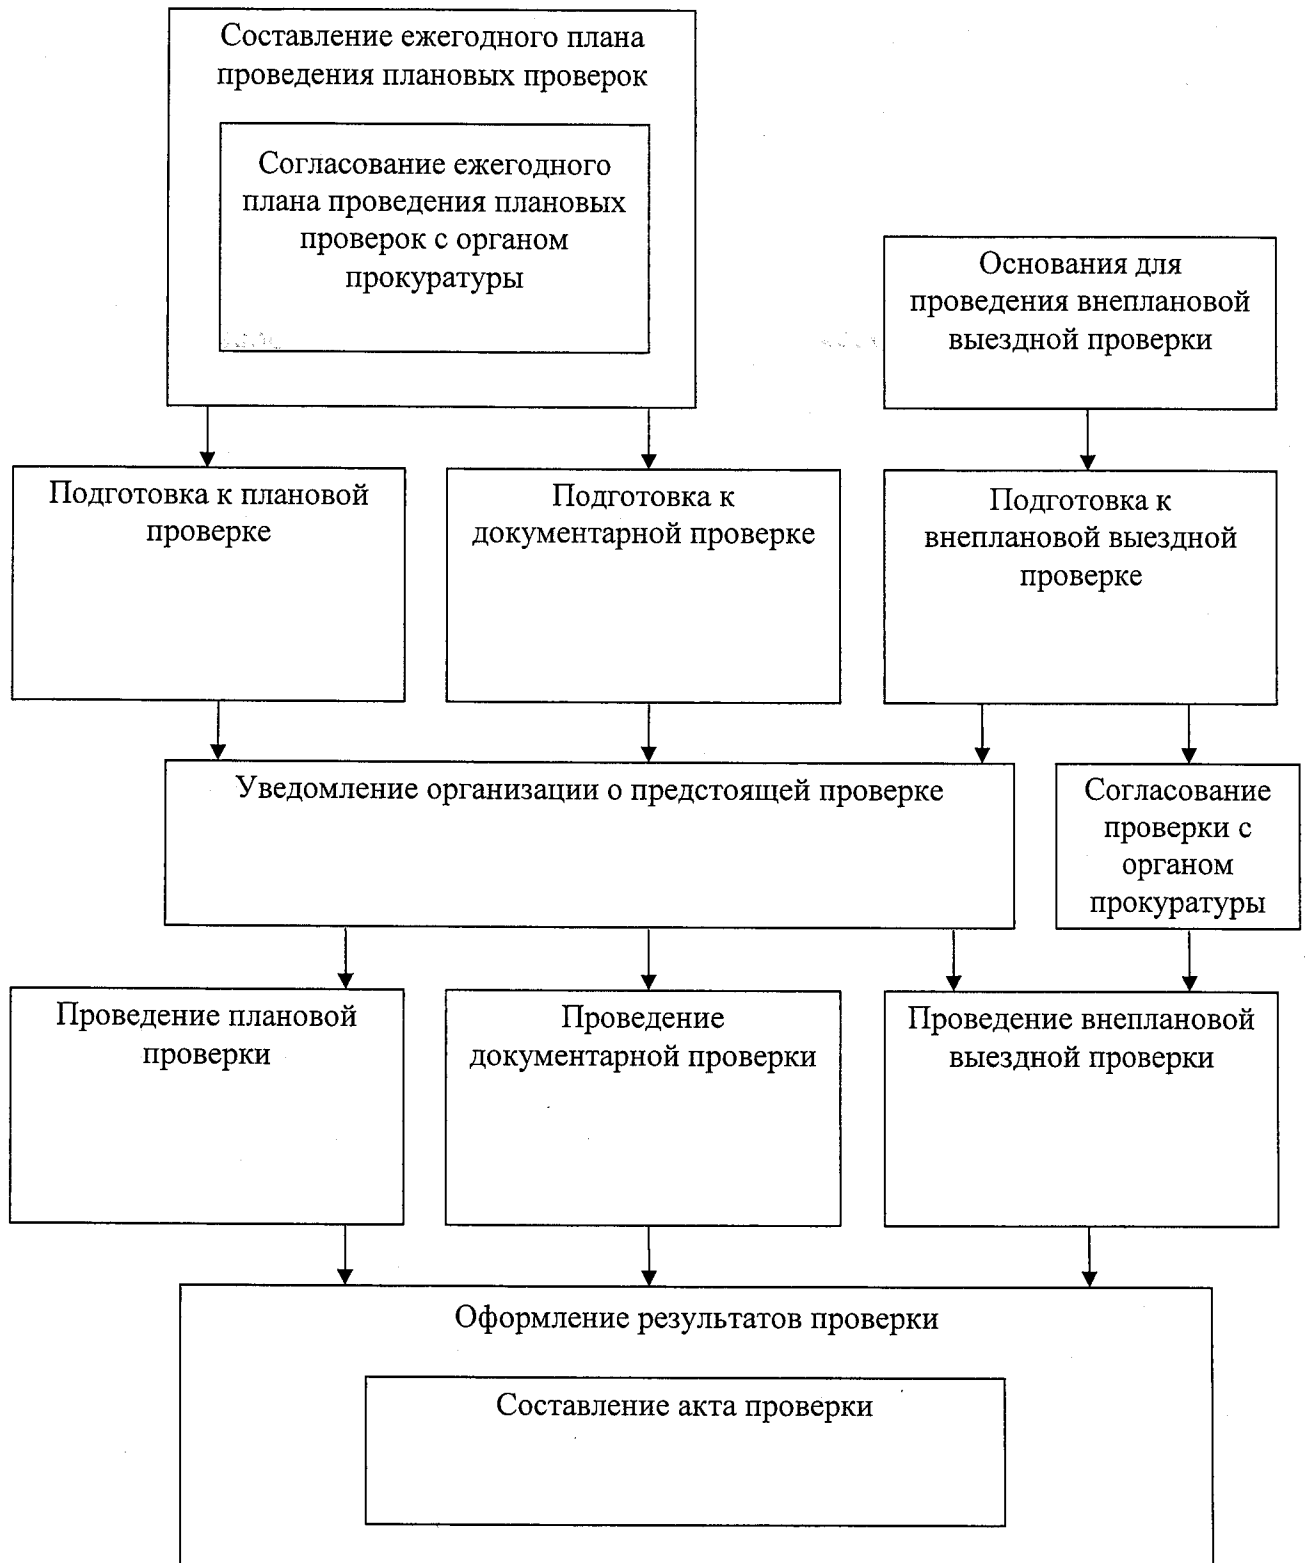 Составление ежегодного плана
проведения плановых проверок
Согласование ежегодного
плана проведения плановых
проверок с органом
прокуратуры
Основания для
проведения внеплановой
выездной проверки
Подготовка к плановой
проверке
Подготовка к
документарной проверке
Подготовка к
внеплановой выездной
проверке
Уведомление организации о предстоящей проверке
Согласование
проверки с
органом
прокуратуры
Проведение плановой
проверки
Проведение
документарной проверки
Проведение внеплановой
выездной проверки
Оформление результатов проверки
Составление акта проверки